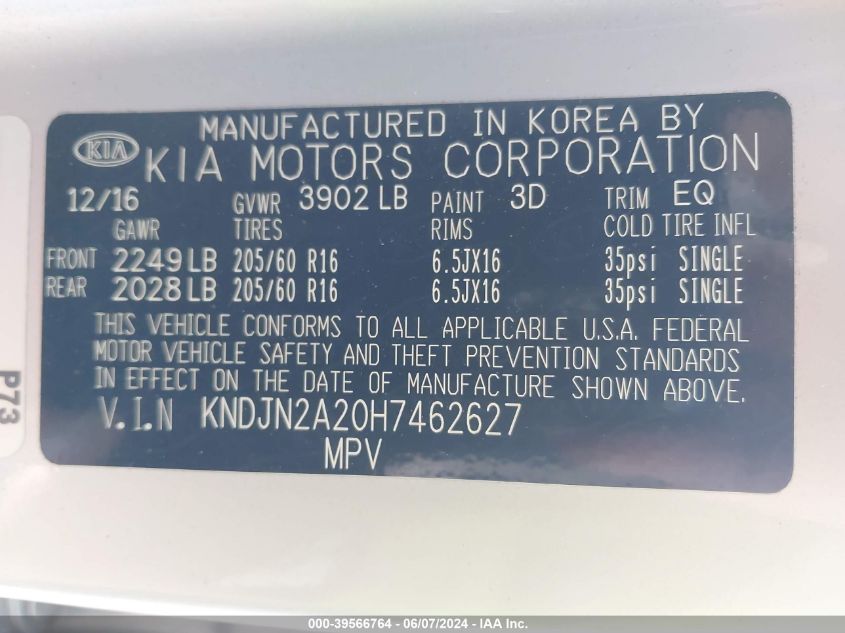 MANUFACTURED IN KOREA BY
KIA KIA MOTORS CORPORATION
12/16 GVWR 3902 LB PAINT 3D TRIM EQ
GAWR TIRES RIMS COLD TIRE INFL
FRONT 2249 LB 205/60 R16 6.5JX16 35psi SINGLE
REAR 2028 LB 205/60 R16 6.5JX16 35psi SINGLE
THIS VEHICLE CONFORMS TO ALL APPLICABLE U.S.A. FEDERAL
MOTOR VEHICLE SAFETY AND THEFT PREVENTION STANDARDS
IN EFFECT ON THE DATE OF MANUFACTURE SHOWN ABOVE.
V.I.N KNDJN2A20H7462627
MPV
P73
000-39566764 - 06/07/2024 - IAA Inc.